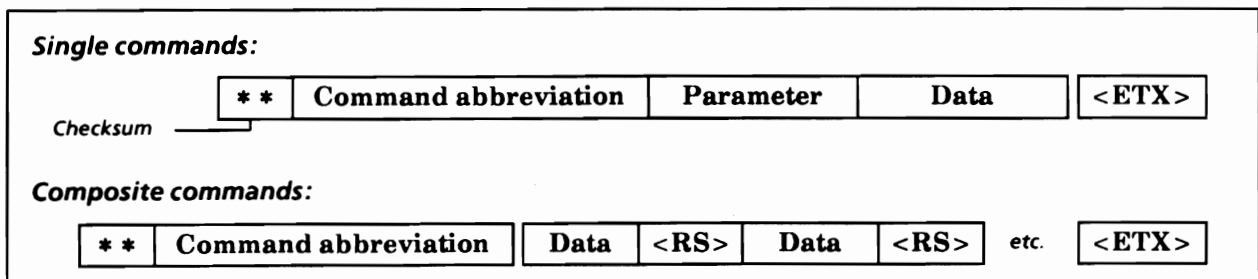 Single commands:
* * Command abbreviation Parameter Data <ETX>
Checksum
Composite commands:
* * Command abbreviation Data <RS> Data <RS> etc. <ETX>